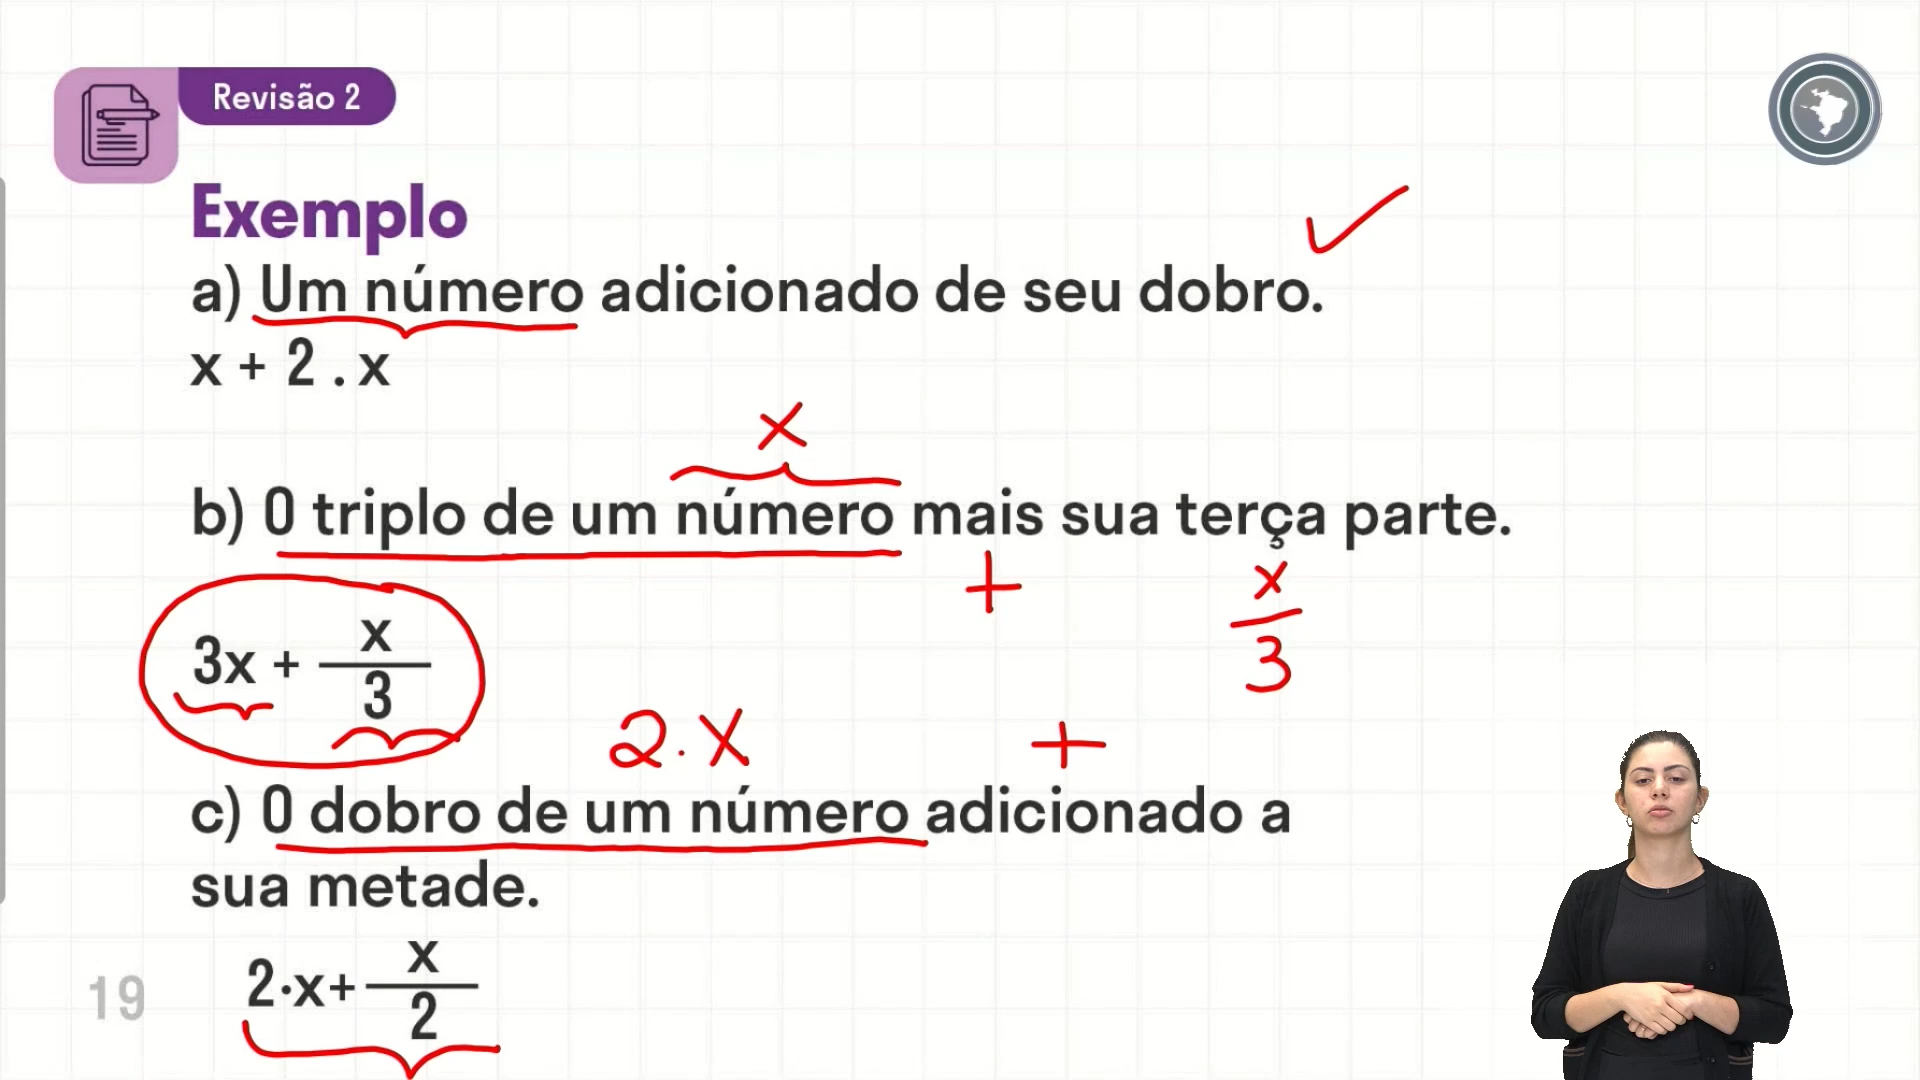 Revisão 2
Exemplo
a) Um número adicionado de seu dobro.
x + 2 . x
x
b) O triplo de um número mais sua terça parte.
+
x
3
3x + x
3
2 . x +
c) O dobro de um número adicionado a
sua metade.
2·x+ x
2
19